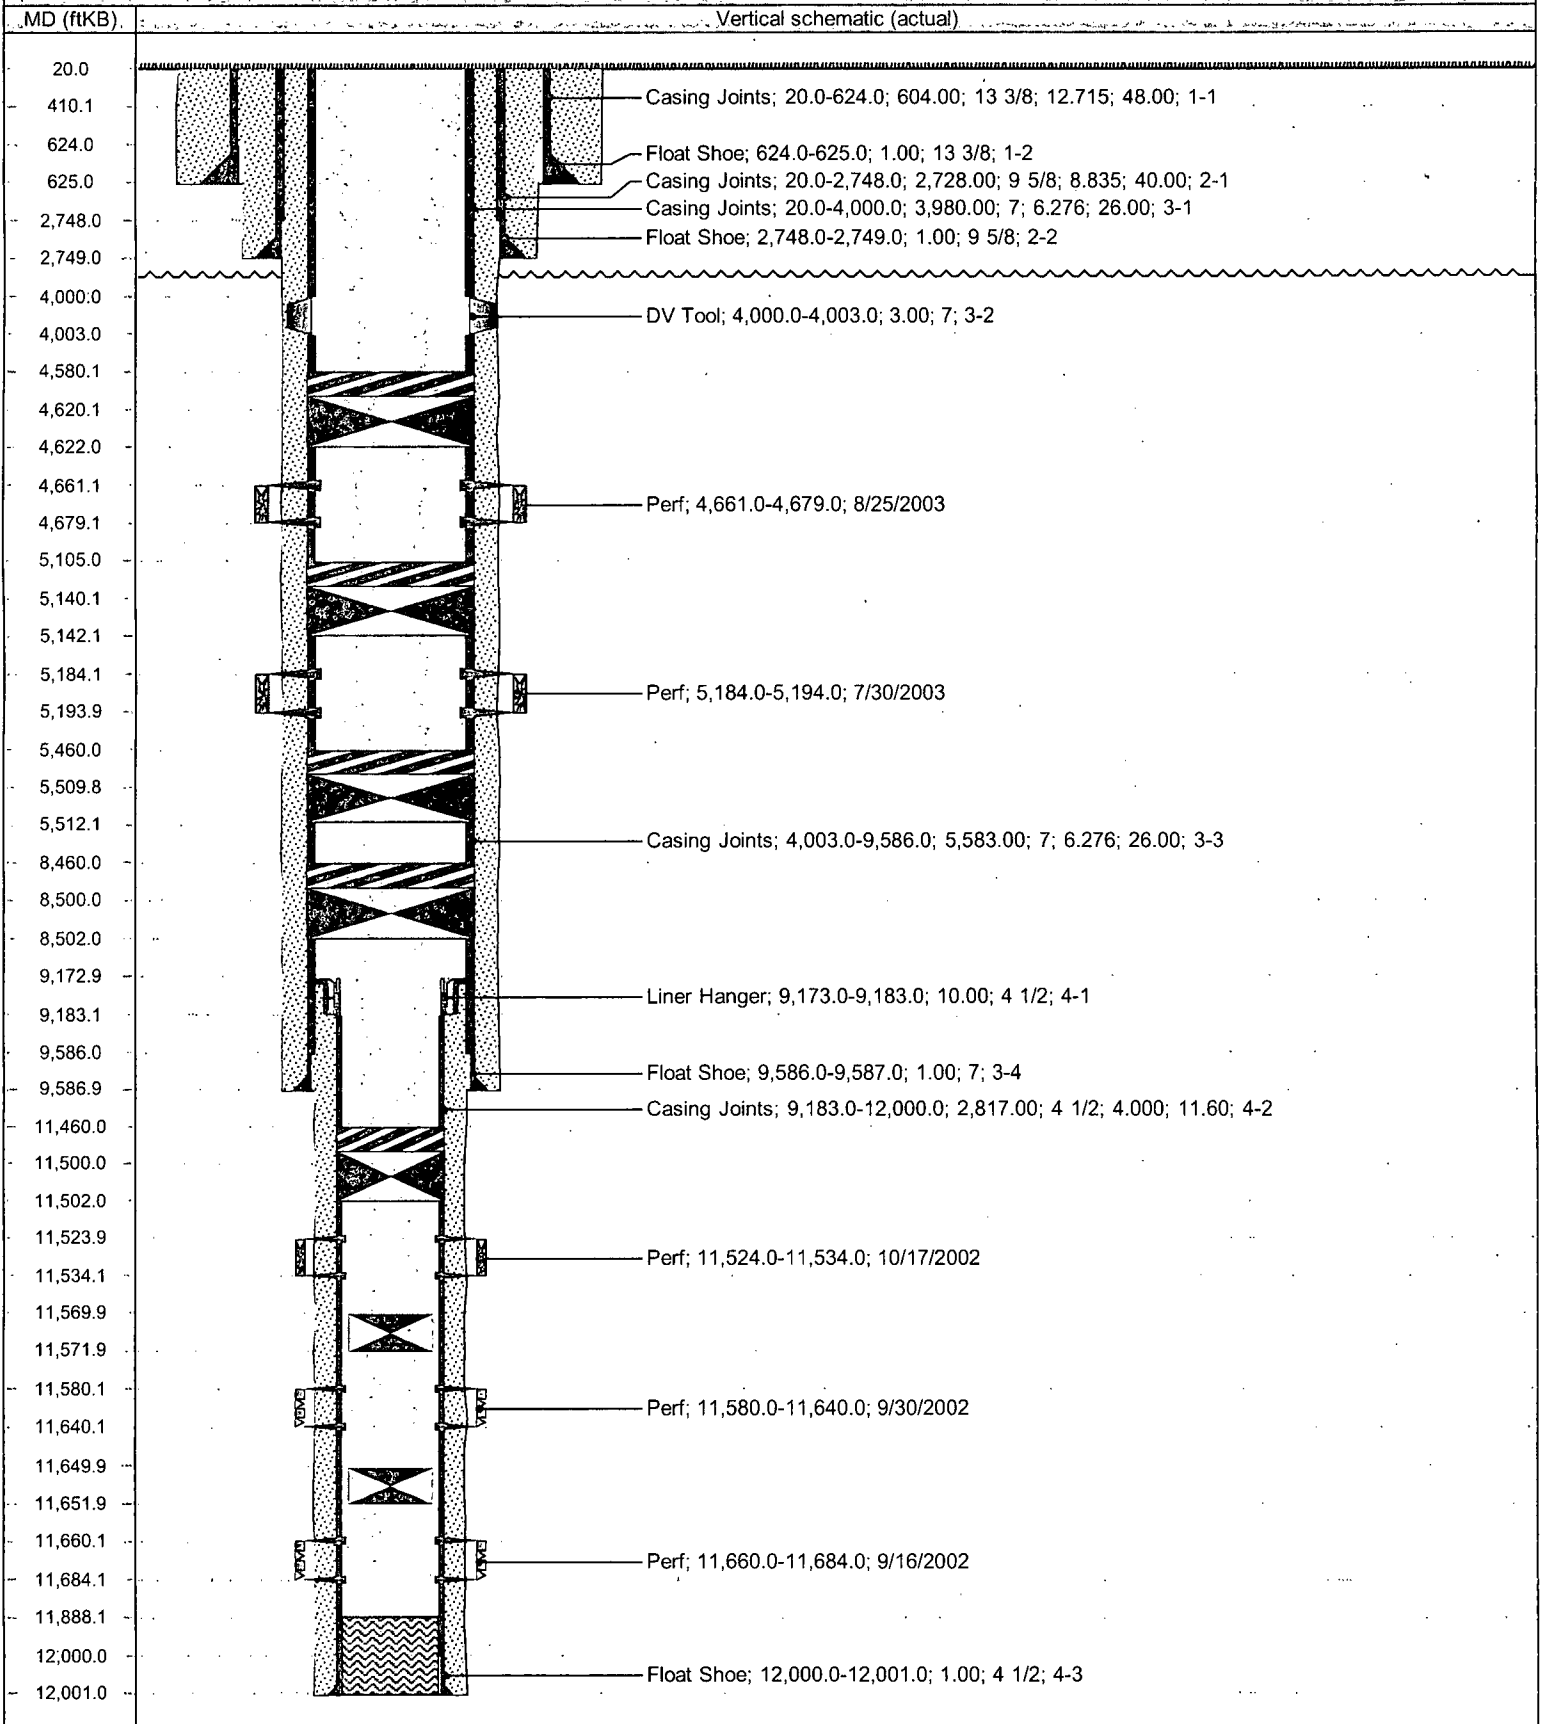 MD (ftKB)
Vertical schematic (actual)
20.0
410.1
624.0
625.0
2,748.0
2,749.0
4,000.0
4,003.0
4,580.1
4,620.1
4,622.0
4,661.1
4,679.1
5,105.0
5,140.1
5,142.1
5,184.1
5,193.9
5,460.0
5,509.8
5,512.1
8,460.0
8,500.0
8,502.0
9,172.9
9,183.1
9,586.0
9,586.9
11,460.0
11,500.0
11,502.0
11,523.9
11,534.1
11,569.9
11,571.9
11,580.1
11,640.1
11,649.9
11,651.9
11,660.1
11,684.1
11,888.1
12,000.0
12,001.0
Casing Joints; 20.0-624.0; 604.00; 13 3/8; 12.715; 48.00; 1-1
Float Shoe; 624.0-625.0; 1.00; 13 3/8; 1-2
Casing Joints; 20.0-2,748.0; 2,728.00; 9 5/8; 8.835; 40.00; 2-1
Casing Joints; 20.0-4,000.0; 3,980.00; 7; 6.276; 26.00; 3-1
Float Shoe; 2,748.0-2,749.0; 1.00; 9 5/8; 2-2
DV Tool; 4,000.0-4,003.0; 3.00; 7; 3-2
Perf; 4,661.0-4,679.0; 8/25/2003
Perf; 5,184.0-5,194.0; 7/30/2003
Casing Joints; 4,003.0-9,586.0; 5,583.00; 7; 6.276; 26.00; 3-3
Liner Hanger; 9,173.0-9,183.0; 10.00; 4 1/2; 4-1
Float Shoe; 9,586.0-9,587.0; 1.00; 7; 3-4
Casing Joints; 9,183.0-12,000.0; 2,817.00; 4 1/2; 4.000; 11.60; 4-2
Perf; 11,524.0-11,534.0; 10/17/2002
Perf; 11,580.0-11,640.0; 9/30/2002
Perf; 11,660.0-11,684.0; 9/16/2002
Float Shoe; 12,000.0-12,001.0; 1.00; 4 1/2; 4-3